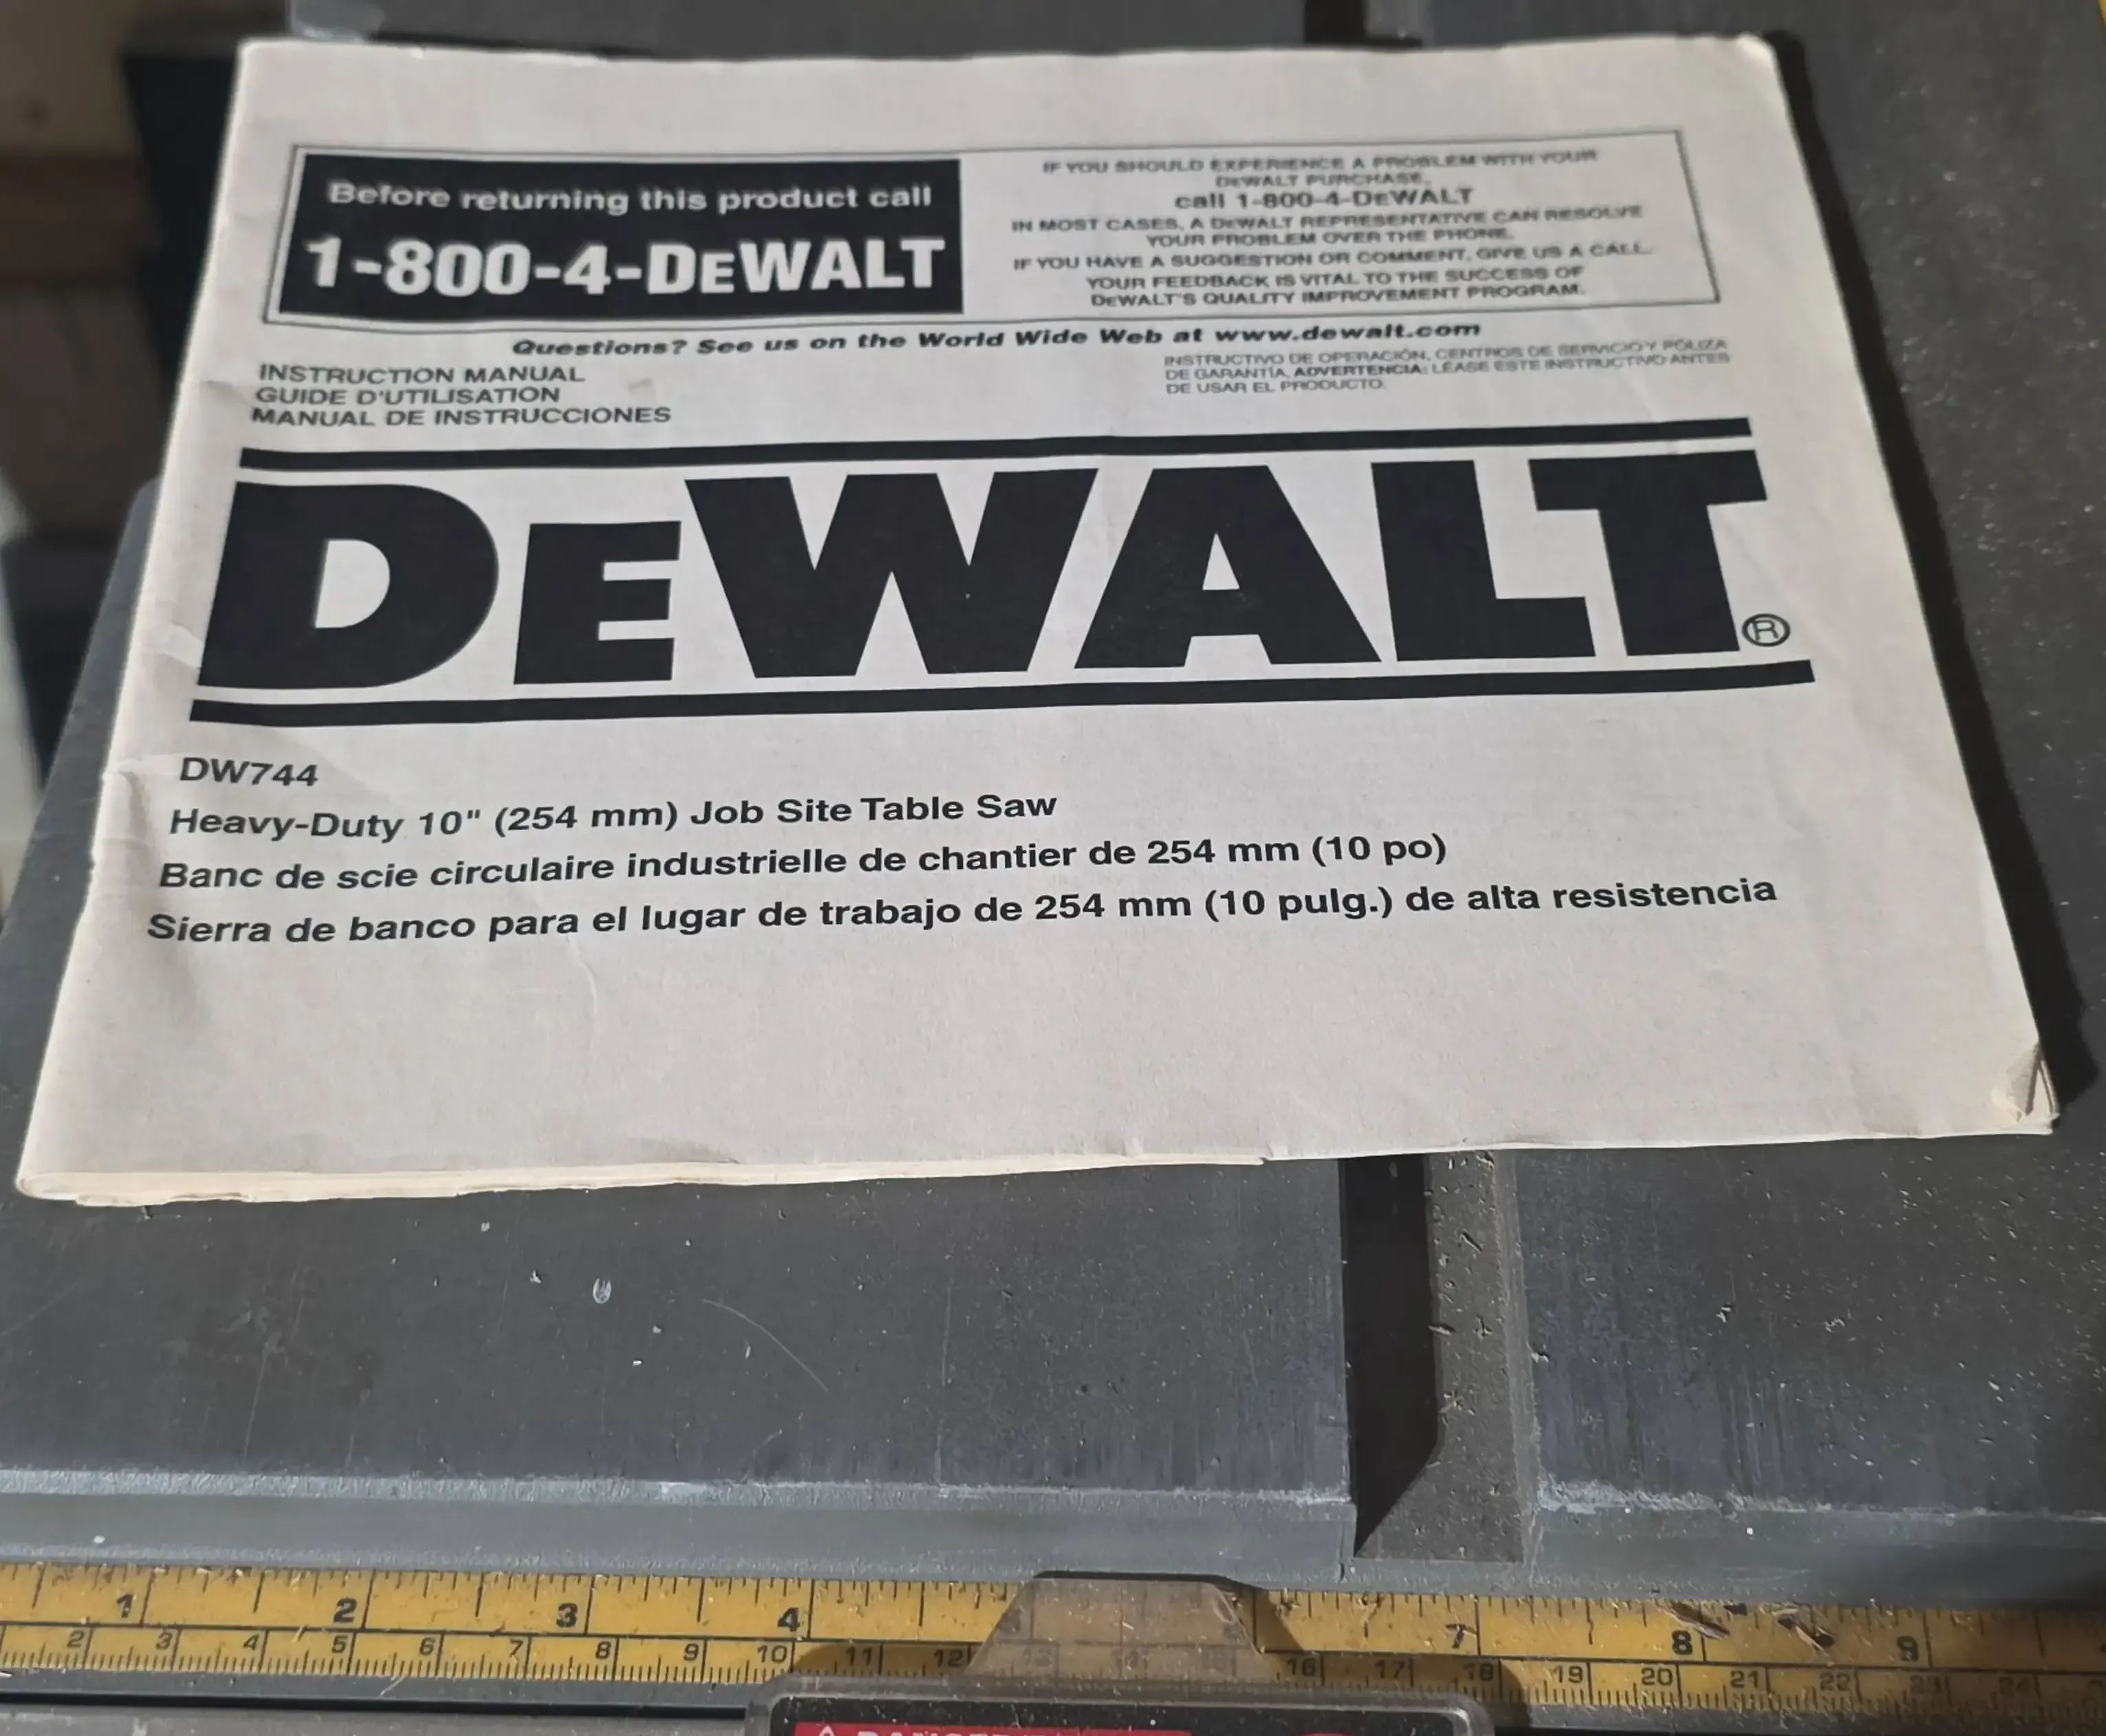 Before returning this product call
1-800-4-DEWALT
IF YOU SHOULD EXPERIENCE A PROBLEM WITH YOUR
DEWALT PURCHASE,
call 1-800-4-DEWALT
IN MOST CASES, A DEWALT REPRESENTATIVE CAN RESOLVE
YOUR PROBLEM OVER THE PHONE.
IF YOU HAVE A SUGGESTION OR COMMENT, GIVE US A CALL.
YOUR FEEDBACK IS VITAL TO THE SUCCESS OF
DEWALT'S QUALITY IMPROVEMENT PROGRAM.
Questions? See us on the World Wide Web at www.dewalt.com
INSTRUCTION MANUAL
GUIDE D'UTILISATION
MANUAL DE INSTRUCCIONES
INSTRUCTIVO DE OPERACIÓN, CENTROS DE SERVICIO Y PÓLIZA
DE GARANTÍA. ADVERTENCIA: LÉASE ESTE INSTRUCTIVO ANTES
DE USAR EL PRODUCTO.
DEWALT®
DW744
Heavy-Duty 10" (254 mm) Job Site Table Saw
Banc de scie circulaire industrielle de chantier de 254 mm (10 po)
Sierra de banco para el lugar de trabajo de 254 mm (10 pulg.) de alta resistencia
1 2 3 4 7 8 9
2 3 4 5 6 7 8 9 10 11 12 13 16 17 18 19 20 21 22 23 24